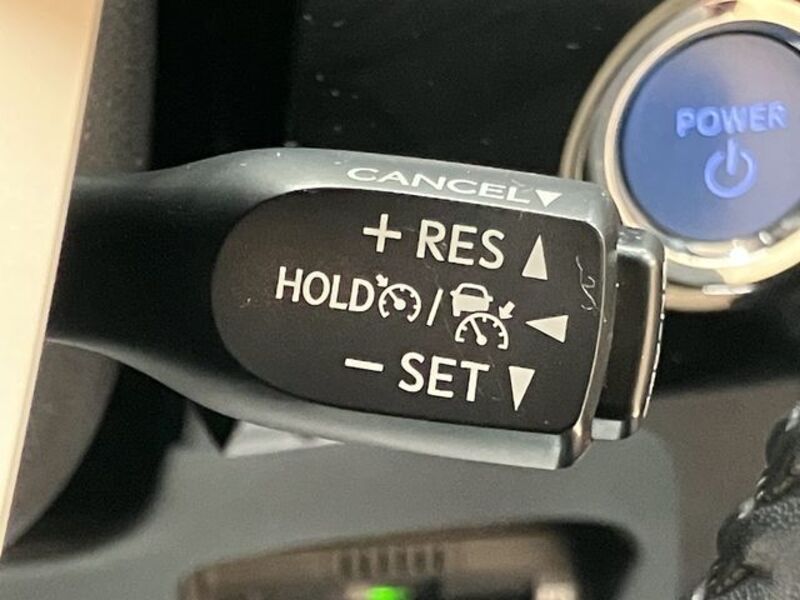 POWER
CANCEL▼
+ RES ▲
HOLD / ◀
− SET ▼